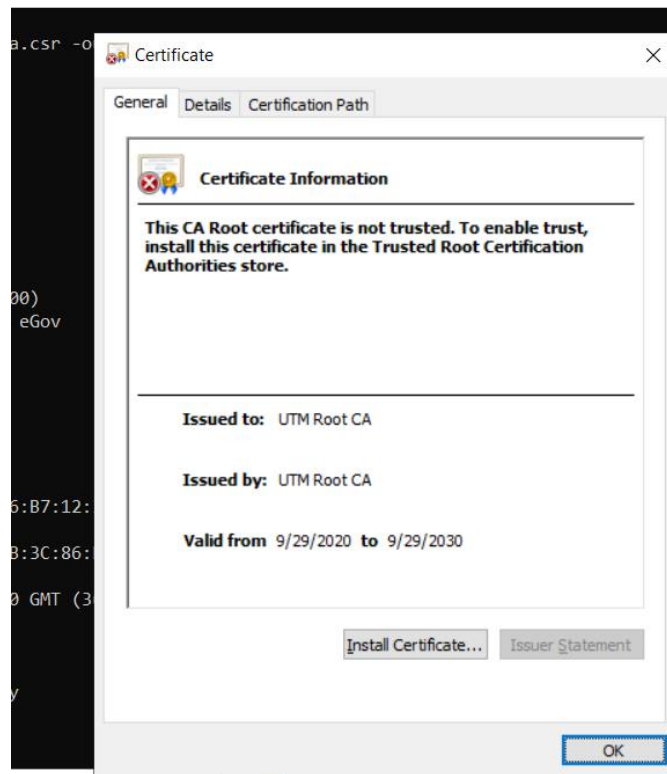 a.csr -o
Certificate
General Details Certification Path
Certificate Information
This CA Root certificate is not trusted. To enable trust,
install this certificate in the Trusted Root Certification
Authorities store.
00)
eGov
Issued to: UTM Root CA
Issued by: UTM Root CA
:B7:12:
Valid from 9/29/2020 to 9/29/2030
:3C:86:
0 GMT (3
Install Certificate... Issuer Statement
y
OK